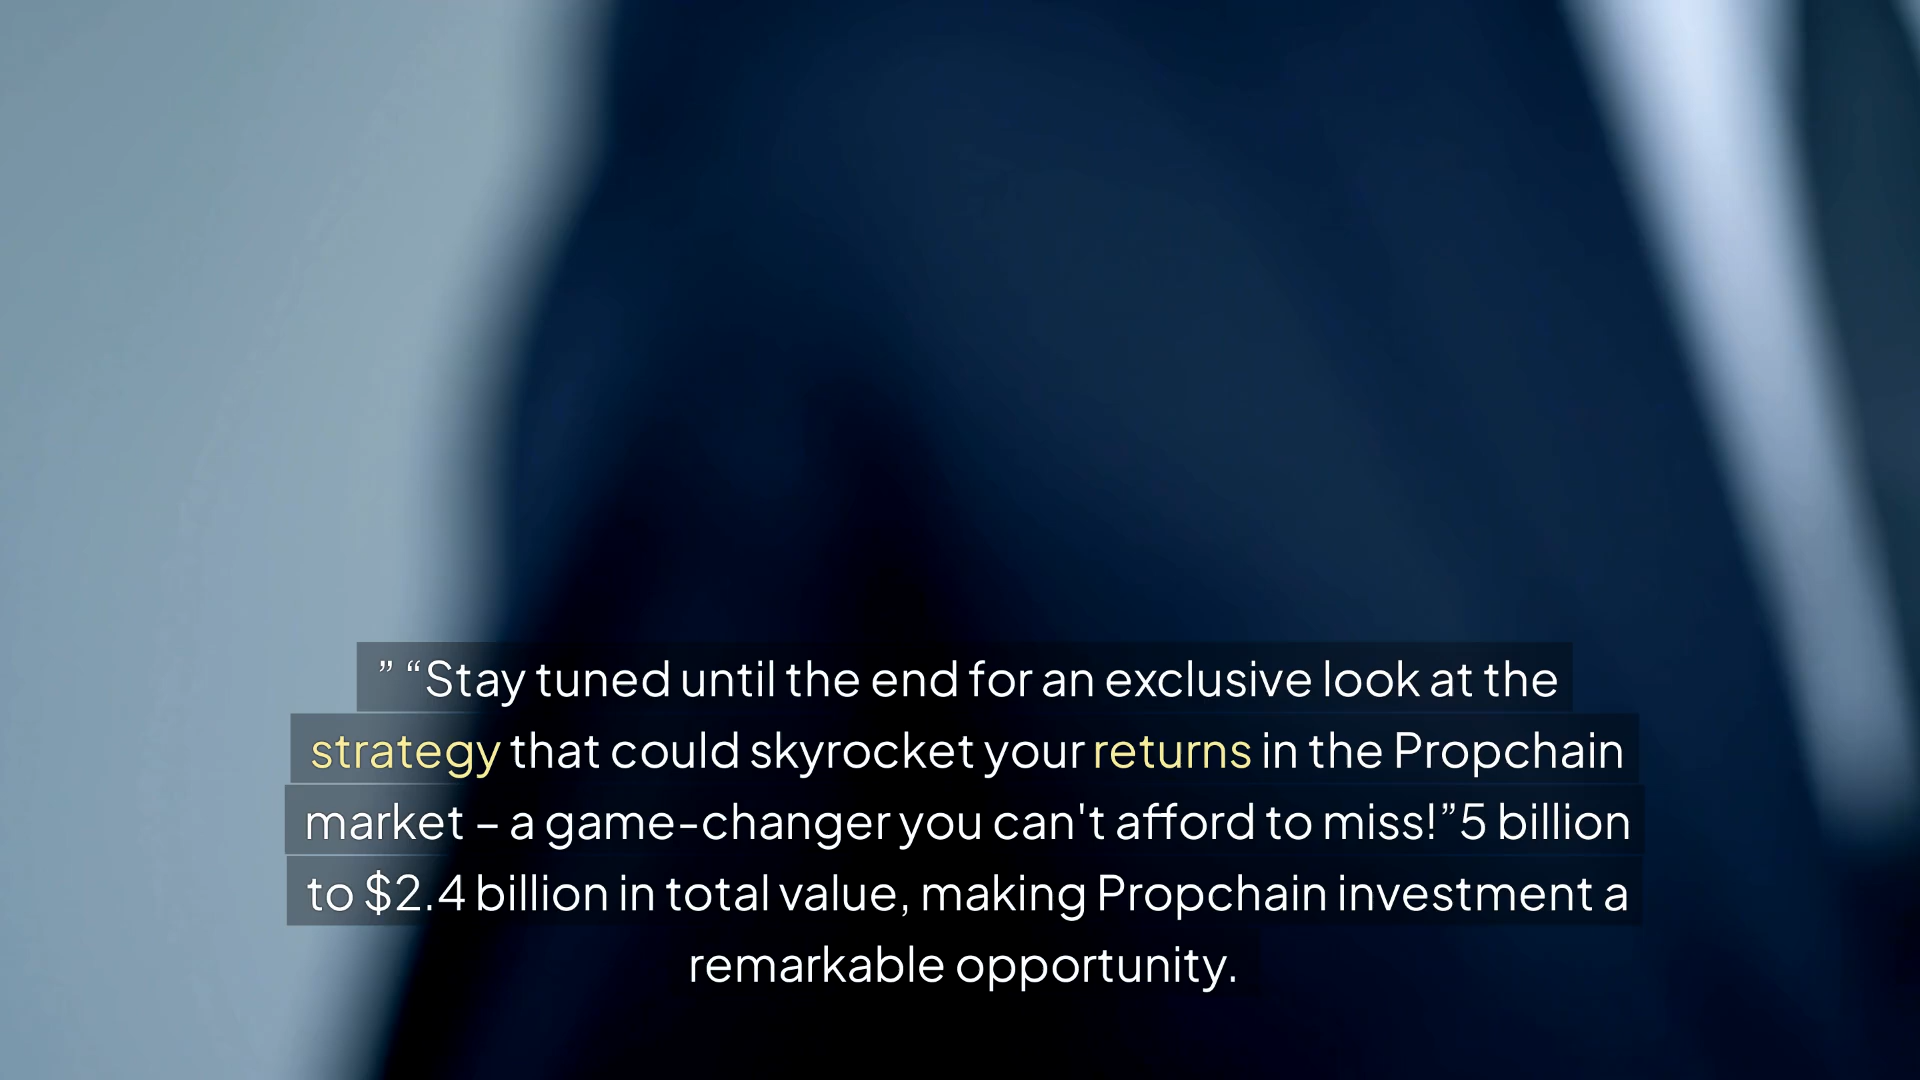 ” “Stay tuned until the end for an exclusive look at the
strategy that could skyrocket your returns in the Propchain
market – a game-changer you can't afford to miss!”5 billion
to $2.4 billion in total value, making Propchain investment a
remarkable opportunity.